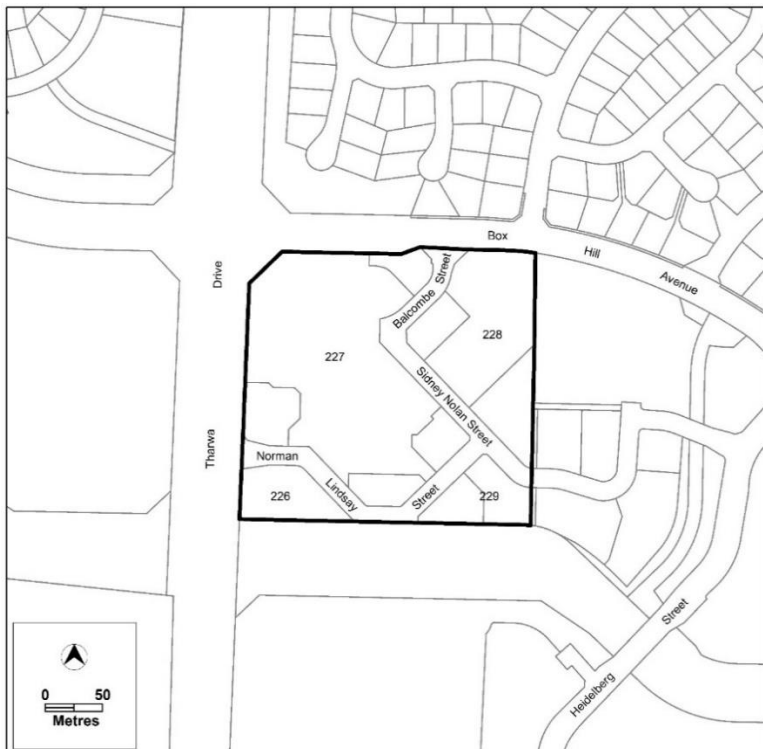 Box
Hill
Avenue
Drive
Balcombe Street
228
227
Sidney Nolan Street
Tharwa
Norman
Lindsay
Street
226
229
Street
Heidelberg
0 50
Metres